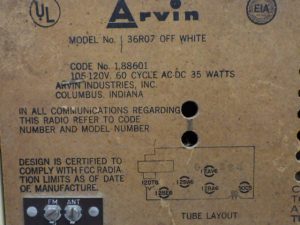 UL
Arvin
EIA
MODEL No. 36R07 OFF WHITE
CODE No. 1.88601
105-120V. 60 CYCLE AC-DC 35 WATTS
ARVIN INDUSTRIES, INC.
COLUMBUS, INDIANA
IN ALL COMMUNICATIONS REGARDING
THIS RADIO REFER TO CODE
NUMBER AND MODEL NUMBER
DESIGN IS CERTIFIED TO
COMPLY WITH FCC RADIA-
TION LIMITS AS OF DATE
OF MANUFACTURE.
12DT8
FM ANT
TUBE LAYOUT